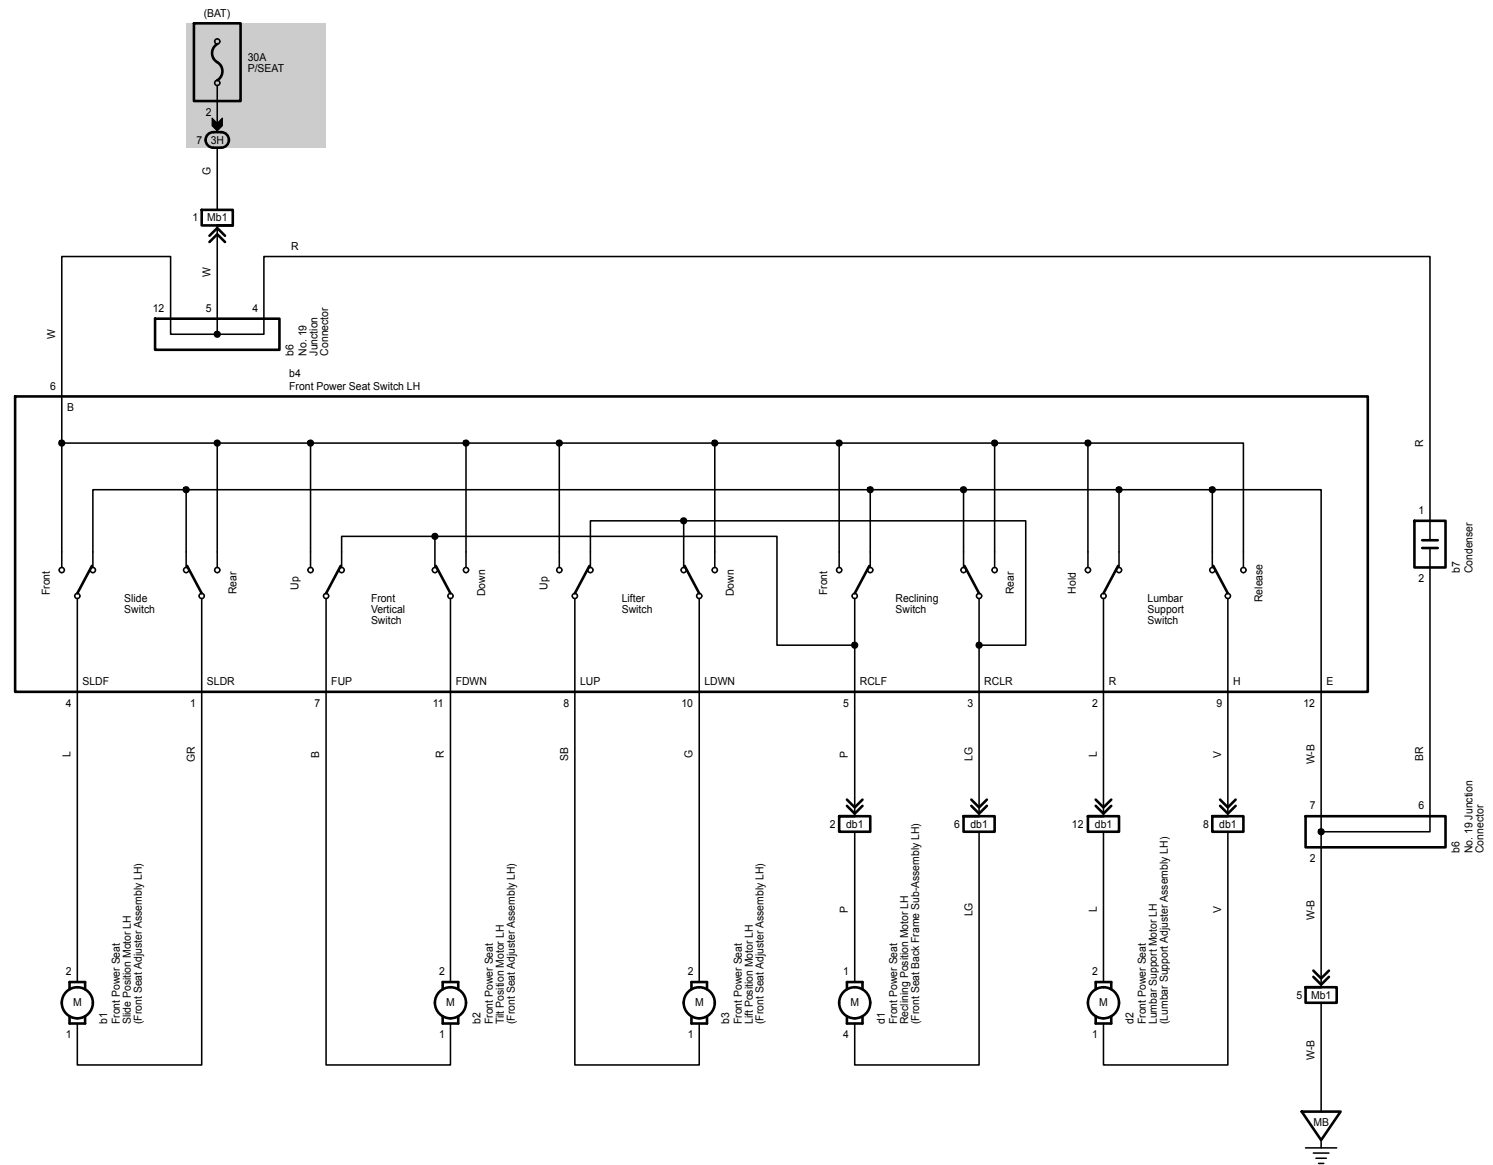 (BAT)
30A
P/SEAT
2
7
3H
G
1
Mb1
R
W
12
5
4
W
b6
No. 19
Junction
Connector
b4
Front Power Seat Switch LH
6
B
R
1
2
b7
Condenser
Front
Slide
Switch
Rear
Up
Front
Vertical
Switch
Down
Up
Lifter
Switch
Down
Front
Reclining
Switch
Rear
Hold
Lumbar
Support
Switch
Release
SLDF
SLDR
FUP
FDWN
LUP
LDWN
RCLF
RCLR
R
H
E
4
1
7
11
8
10
5
3
2
9
12
L
GR
B
R
SB
G
P
LG
L
V
W-B
BR
7
6
2
db1
6
db1
12
db1
8
db1
2
b6
No. 19 Junction
Connector
P
LG
L
V
W-B
2
M
1
b1
Front Power Seat
Slide Position Motor LH
(Front Seat Adjuster Assembly LH)
2
M
1
b2
Front Power Seat
Tilt Position Motor LH
(Front Seat Adjuster Assembly LH)
2
M
1
b3
Front Power Seat
Lift Position Motor LH
(Front Seat Adjuster Assembly LH)
1
M
4
d1
Front Power Seat
Reclining Position Motor LH
(Front Seat Back Frame Sub-Assembly LH)
2
M
1
d2
Front Power Seat
Lumbar Support Motor LH
(Lumbar Support Adjuster Assembly LH)
5
Mb1
W-B
MB